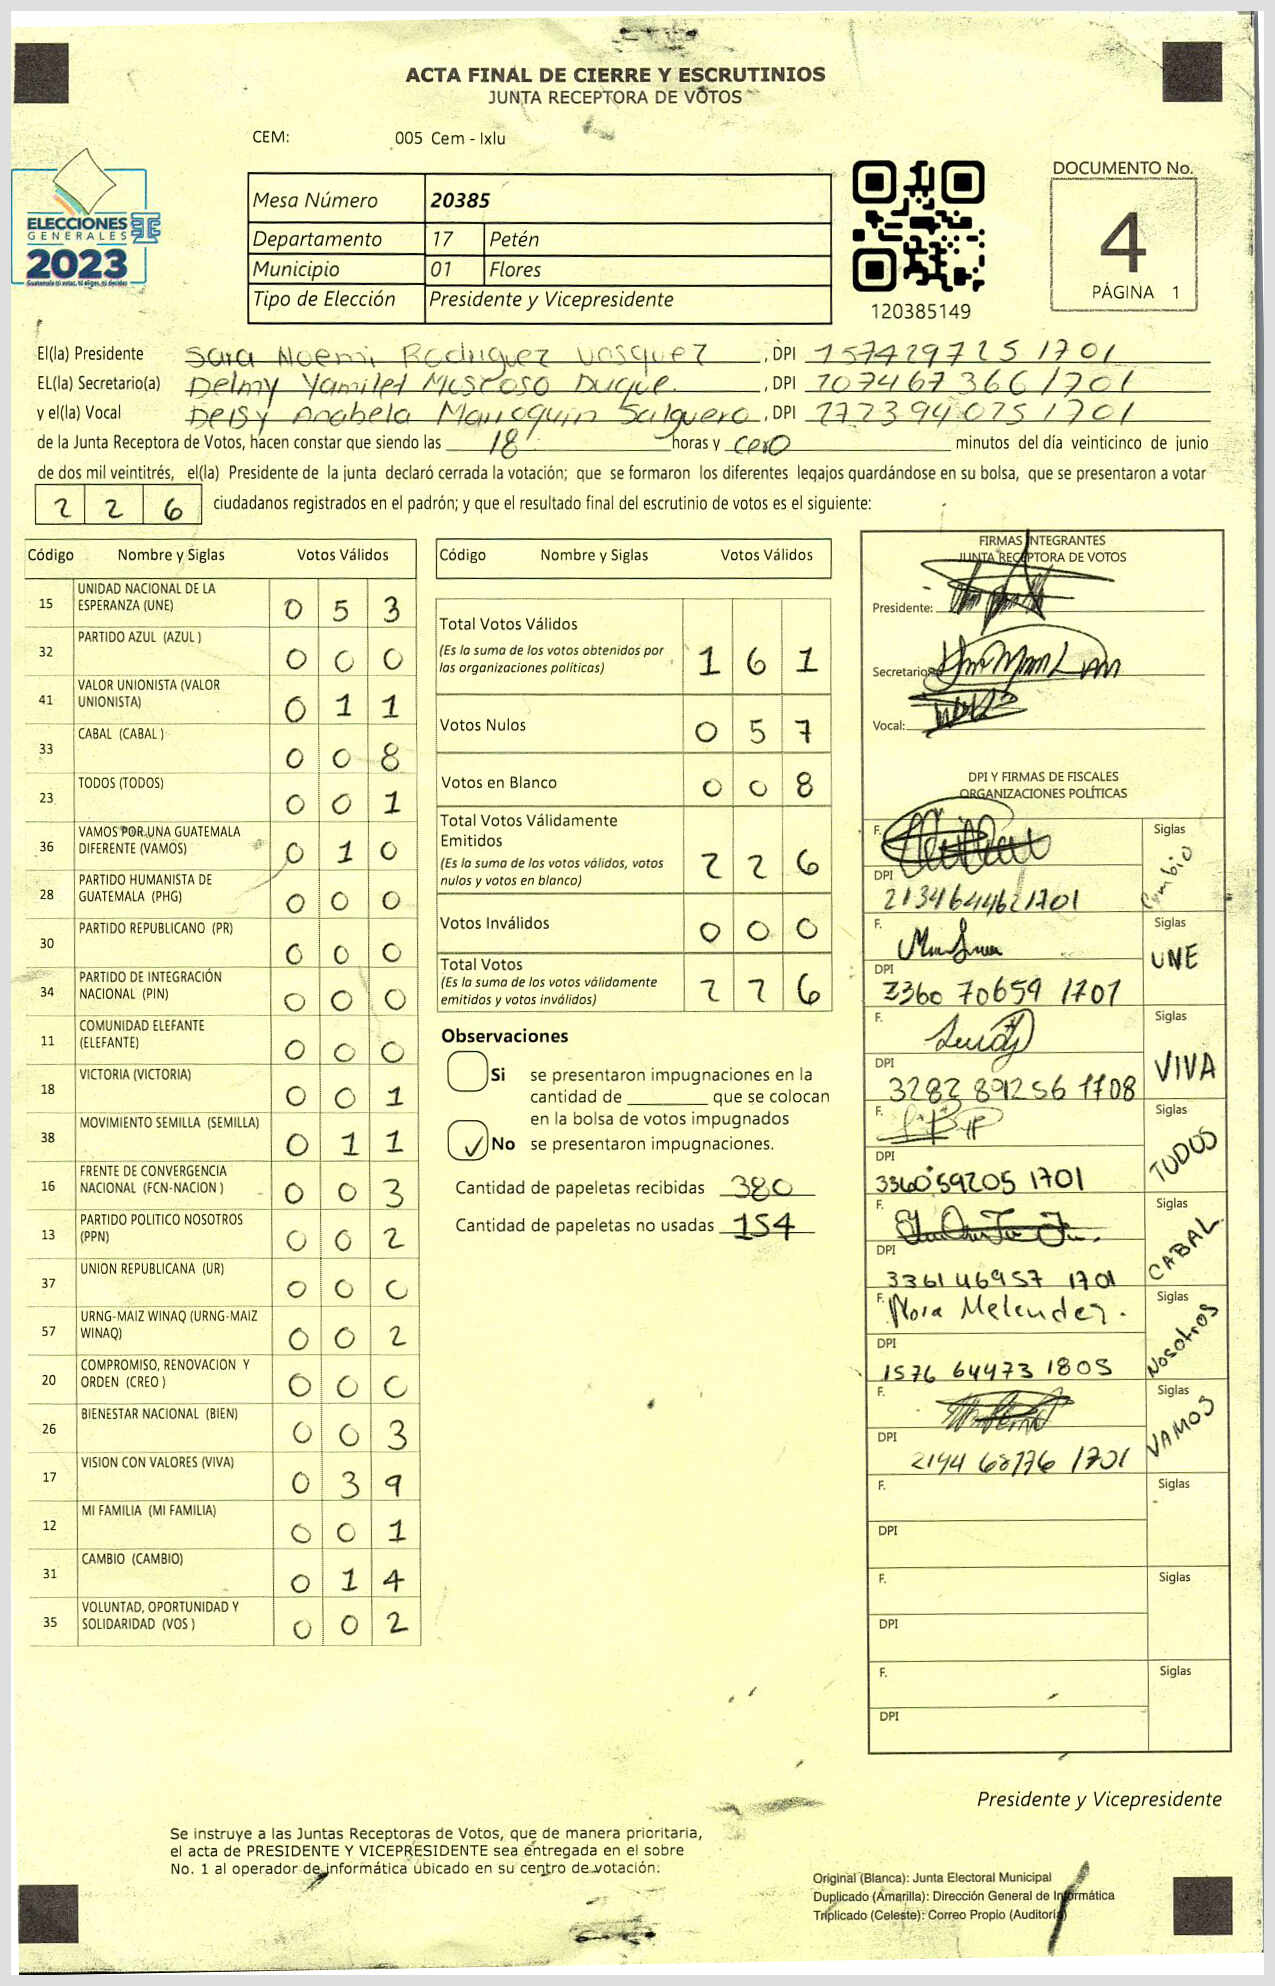 ACTA FINAL DE CIERRE Y ESCRUTINIOS
JUNTA RECEPTORA DE VOTOS
CEM: 005 Cem - Ixlu
ELECCIONES
GENERALES
2023
Guatemala tú votas, tú eliges, tú decides
Mesa Número 20385
Departamento 17 Petén
Municipio 01 Flores
Tipo de Elección Presidente y Vicepresidente
120385149
DOCUMENTO No.
4
PÁGINA 1
El(la) Presidente Sara Noemi Rodriguez Vasquez, DPI 1574297251701
EL(la) Secretario(a) Delmy Yamilet Moscoso Duque, DPI
y el(la) Vocal Deisy Anabela Marroquin Salguero, DPI
de la Junta Receptora de Votos, hacen constar que siendo las 18 horas y cero minutos del día veinticinco de junio
de dos mil veintitrés, el(la) Presidente de la junta declaró cerrada la votación; que se formaron los diferentes legajos quardándose en su bolsa, que se presentaron a votar
226 ciudadanos registrados en el padrón; y que el resultado final del escrutinio de votos es el siguiente:
Código Nombre y Siglas Votos Válidos
15 UNIDAD NACIONAL DE LA ESPERANZA (UNE) 0 5 3
32 PARTIDO AZUL (AZUL ) 0 0 0
41 VALOR UNIONISTA (VALOR UNIONISTA) 0 1 1
33 CABAL (CABAL ) 0 0 8
23 TODOS (TODOS) 0 0 1
36 VAMOS POR UNA GUATEMALA DIFERENTE (VAMOS) 0 1 0
28 PARTIDO HUMANISTA DE GUATEMALA (PHG) 0 0 0
30 PARTIDO REPUBLICANO (PR) 0 0 0
34 PARTIDO DE INTEGRACIÓN NACIONAL (PIN) 0 0 0
11 COMUNIDAD ELEFANTE (ELEFANTE) 0 0 0
18 VICTORIA (VICTORIA) 0 0 1
38 MOVIMIENTO SEMILLA (SEMILLA) 0 1 1
16 FRENTE DE CONVERGENCIA NACIONAL (FCN-NACION ) 0 0 3
13 PARTIDO POLITICO NOSOTROS (PPN) 0 0 2
37 UNION REPUBLICANA (UR) 0 0 0
57 URNG-MAIZ WINAQ (URNG-MAIZ WINAQ) 0 0 2
20 COMPROMISO, RENOVACION Y ORDEN (CREO ) 0 0 0
26 BIENESTAR NACIONAL (BIEN) 0 0 3
17 VISION CON VALORES (VIVA) 0 3 9
12 MI FAMILIA (MI FAMILIA) 0 0 1
31 CAMBIO (CAMBIO) 0 1 4
35 VOLUNTAD, OPORTUNIDAD Y SOLIDARIDAD (VOS ) 0 0 2
Código Nombre y Siglas Votos Válidos
Total Votos Válidos
(Es la suma de los votos obtenidos por
las organizaciones políticas) 1 6 1
Votos Nulos 0 5 7
Votos en Blanco 0 0 8
Total Votos Válidamente
Emitidos
(Es la suma de los votos válidos, votos
nulos y votos en blanco) 2 2 6
Votos Inválidos 0 0 0
Total Votos
(Es la suma de los votos válidamente
emitidos y votos inválidos) 2 2 6
Observaciones
Si se presentaron impugnaciones en la
cantidad de ________ que se colocan
en la bolsa de votos impugnados
No se presentaron impugnaciones.
Cantidad de papeletas recibidas 380
Cantidad de papeletas no usadas 154
FIRMAS INTEGRANTES
JUNTA RECEPTORA DE VOTOS
Presidente:
Secretario
Vocal:
DPI Y FIRMAS DE FISCALES
ORGANIZACIONES POLÍTICAS
F. Siglas Cambio
DPI 2134644621701
F. Siglas UNE
DPI 2360 70659 1701
F. Siglas VIVA
DPI 3282 89256 1708
F. Siglas TODOS
DPI 3360 59205 1701
F. Siglas CABAL
DPI 3361 46957 1701
F. Nora Melendez. Siglas Nosotros
DPI 1576 64473 1805
F. Siglas VAMOS
DPI 2194 68776 1701
F. Siglas
DPI
F. Siglas
DPI
F. Siglas
DPI
Presidente y Vicepresidente
Se instruye a las Juntas Receptoras de Votos, que de manera prioritaria,
el acta de PRESIDENTE Y VICEPRESIDENTE sea entregada en el sobre
No. 1 al operador de informática ubicado en su centro de votación.
Original (Blanca): Junta Electoral Municipal
Duplicado (Amarilla): Dirección General de Informática
Triplicado (Celeste): Correo Propio (Auditoría)